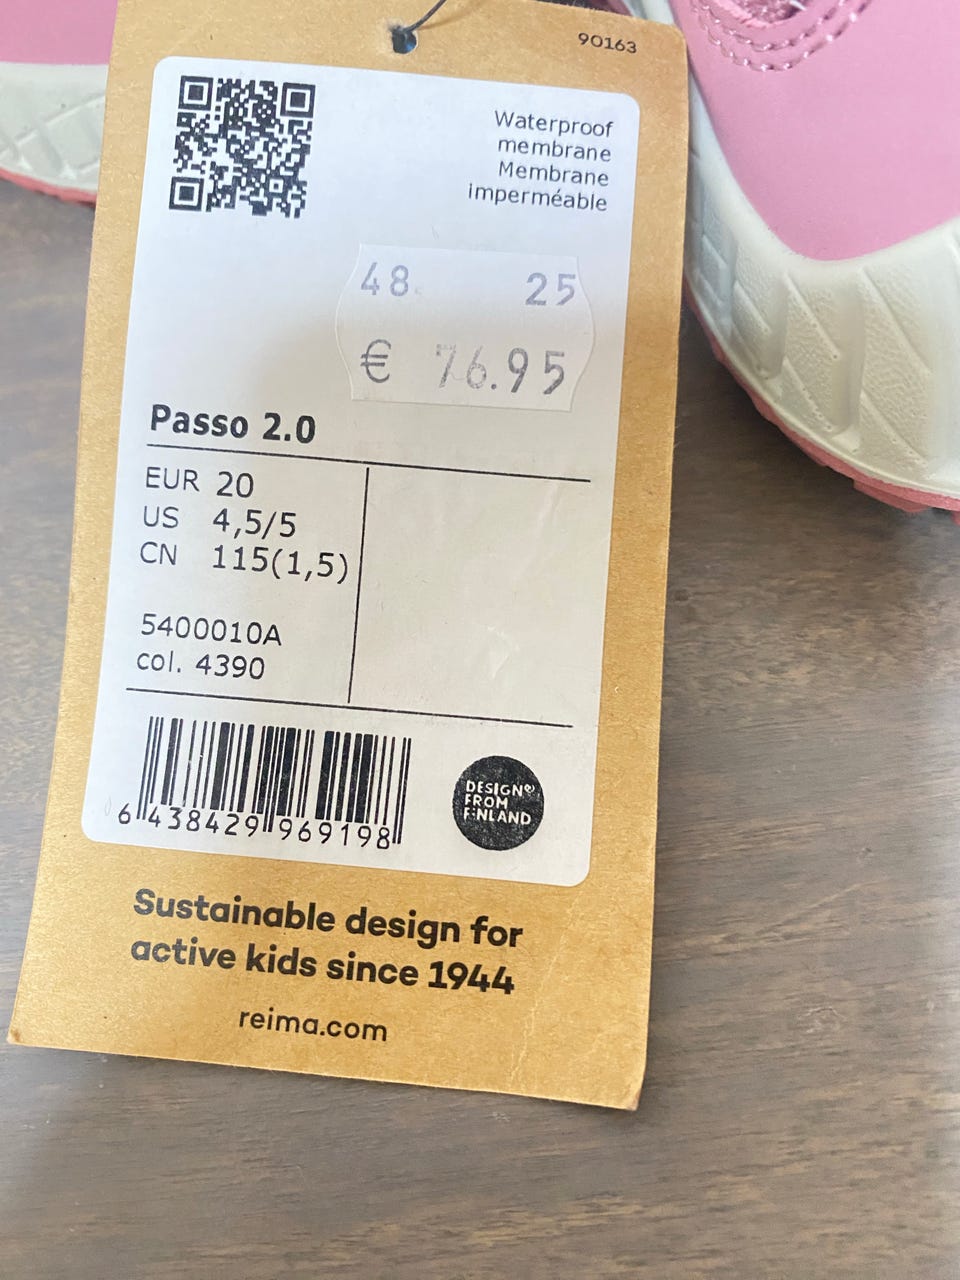 90163
Waterproof
membrane
Membrane
imperméable
48 25
€ 76.95
Passo 2.0
EUR 20
US 4,5/5
CN 115(1,5)
5400010A
col. 4390
6 438429 969198
DESIGN
FROM
FINLAND
Sustainable design for
active kids since 1944
reima.com